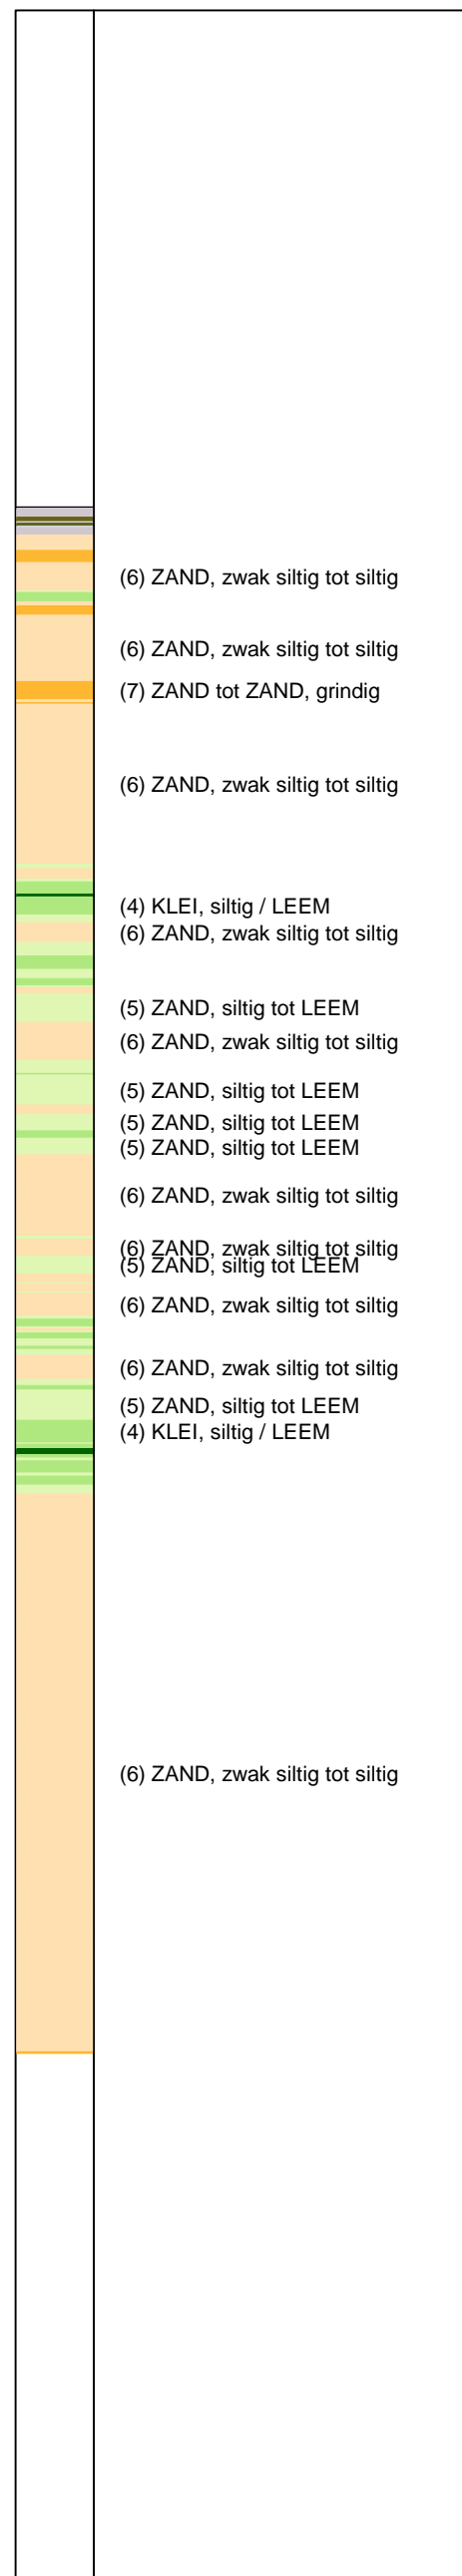 (6) ZAND, zwak siltig tot siltig
(6) ZAND, zwak siltig tot siltig
(7) ZAND tot ZAND, grindig
(6) ZAND, zwak siltig tot siltig
(4) KLEI, siltig / LEEM
(6) ZAND, zwak siltig tot siltig
(5) ZAND, siltig tot LEEM
(6) ZAND, zwak siltig tot siltig
(5) ZAND, siltig tot LEEM
(5) ZAND, siltig tot LEEM
(5) ZAND, siltig tot LEEM
(6) ZAND, zwak siltig tot siltig
(6) ZAND, zwak siltig tot siltig
(5) ZAND, siltig tot LEEM
(6) ZAND, zwak siltig tot siltig
(6) ZAND, zwak siltig tot siltig
(5) ZAND, siltig tot LEEM
(4) KLEI, siltig / LEEM
(6) ZAND, zwak siltig tot siltig